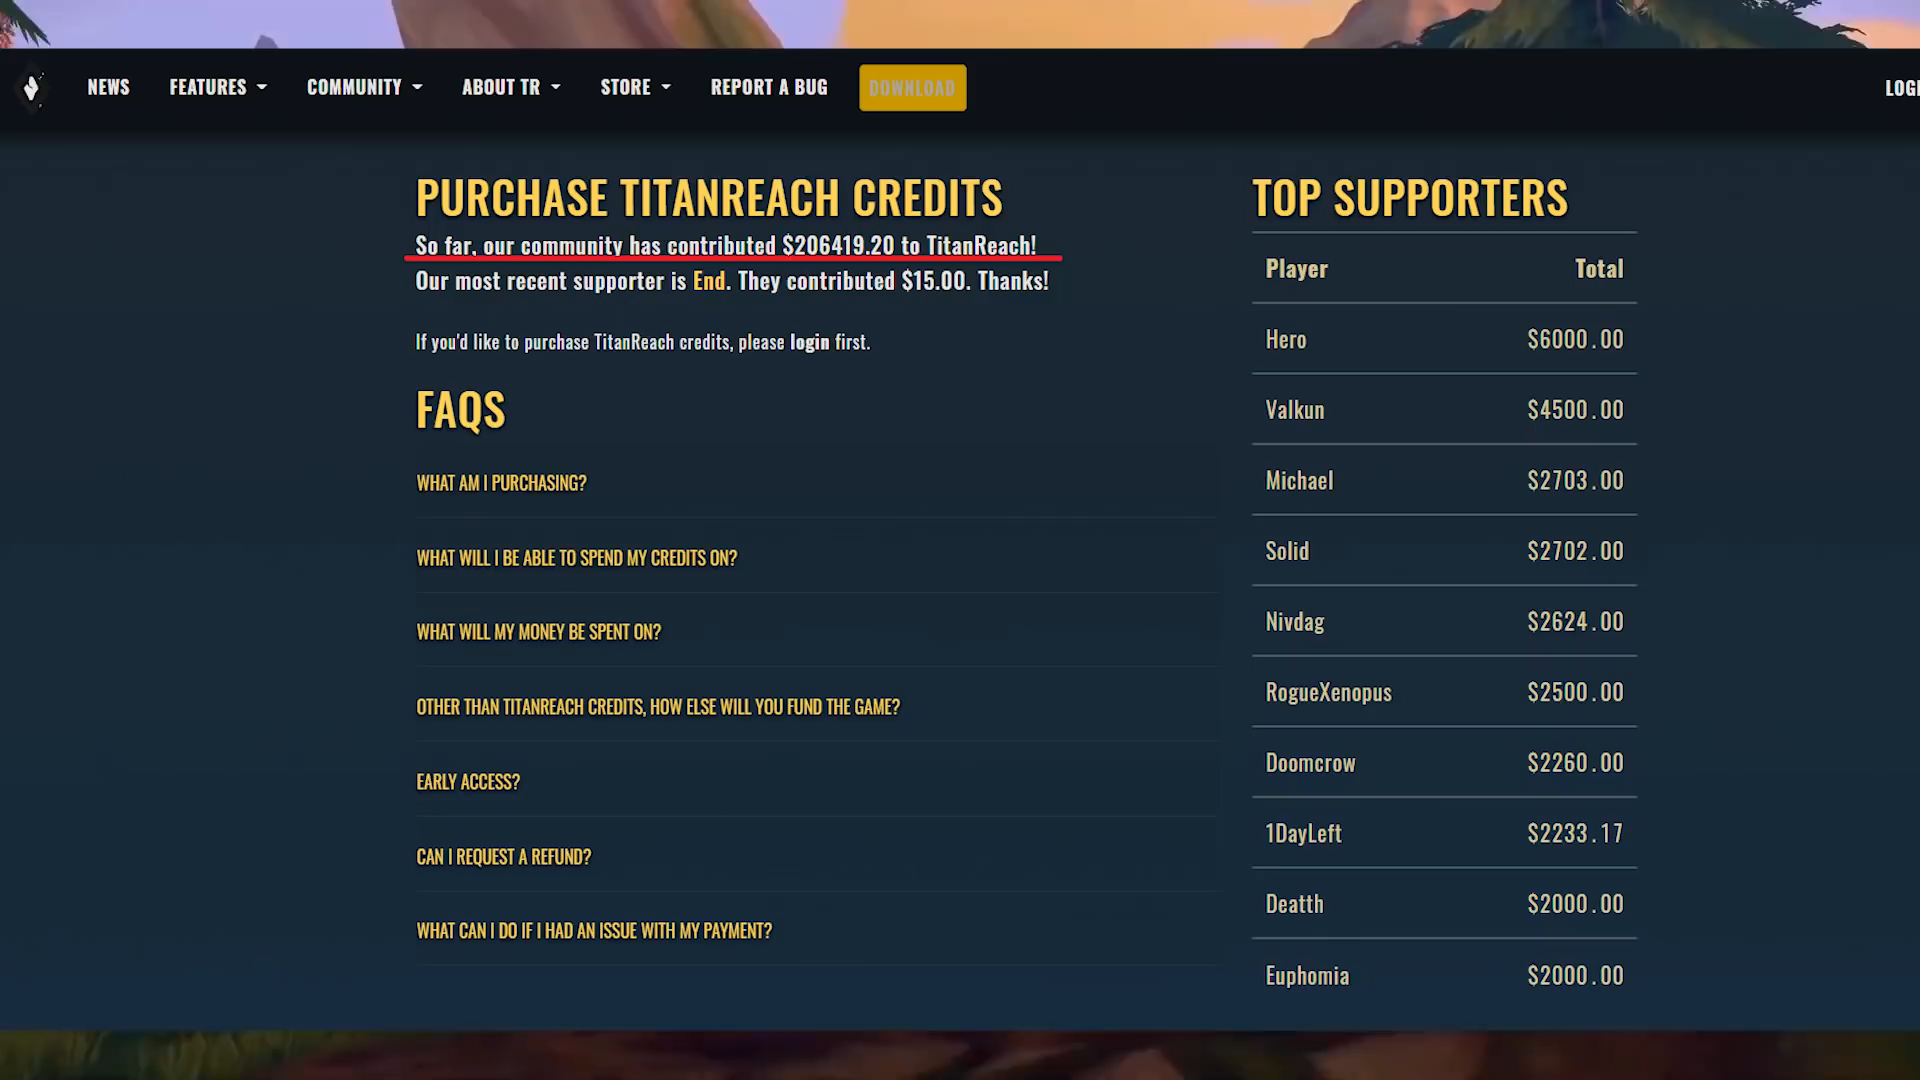 NEWS FEATURES COMMUNITY ABOUT TR STORE REPORT A BUG DOWNLOAD LOGI
PURCHASE TITANREACH CREDITS
So far, our community has contributed $206419.20 to TitanReach!
Our most recent supporter is End. They contributed $15.00. Thanks!
If you'd like to purchase TitanReach credits, please login first.
FAQS
WHAT AM I PURCHASING?
WHAT WILL I BE ABLE TO SPEND MY CREDITS ON?
WHAT WILL MY MONEY BE SPENT ON?
OTHER THAN TITANREACH CREDITS, HOW ELSE WILL YOU FUND THE GAME?
EARLY ACCESS?
CAN I REQUEST A REFUND?
WHAT CAN I DO IF I HAD AN ISSUE WITH MY PAYMENT?
TOP SUPPORTERS
Player Total
Hero $6000.00
Valkun $4500.00
Michael $2703.00
Solid $2702.00
Nivdag $2624.00
RogueXenopus $2500.00
Doomcrow $2260.00
1DayLeft $2233.17
Deatth $2000.00
Euphomia $2000.00